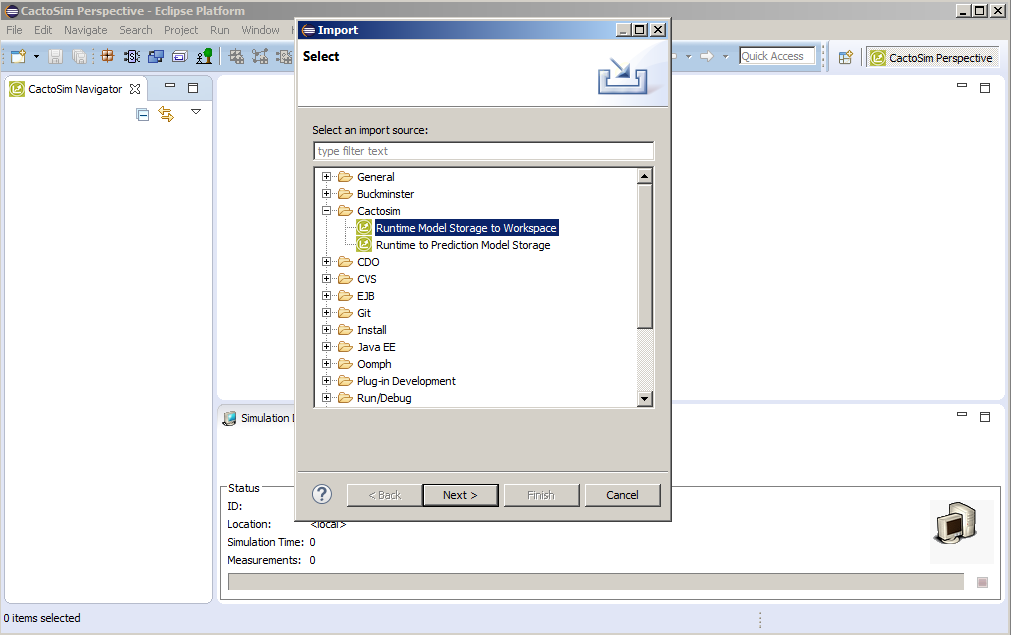 CactoSim Perspective - Eclipse Platform
File Edit Navigate Search Project Run Window
Quick Access
CactoSim Perspective
CactoSim Navigator
Import
Select
Select an import source:
type filter text
General
Buckminster
Cactosim
Runtime Model Storage to Workspace
Runtime to Prediction Model Storage
CDO
CVS
EJB
Git
Install
Java EE
Oomph
Plug-in Development
Run/Debug
< Back Next > Finish Cancel
Simulation
Status
ID:
Location: <local>
Simulation Time: 0
Measurements: 0
0 items selected